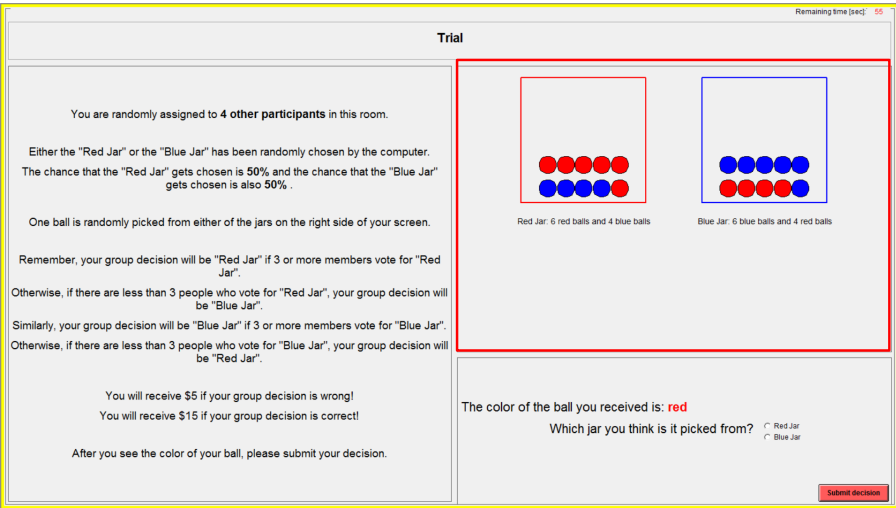 Remaining time [sec]: 55
Trial
You are randomly assigned to 4 other participants in this room.
Either the "Red Jar" or the "Blue Jar" has been randomly chosen by the computer.
The chance that the "Red Jar" gets chosen is 50% and the chance that the "Blue Jar"
gets chosen is also 50% .
One ball is randomly picked from either of the jars on the right side of your screen.
Remember, your group decision will be "Red Jar" if 3 or more members vote for "Red
Jar".
Otherwise, if there are less than 3 people who vote for "Red Jar", your group decision will
be "Blue Jar".
Similarly, your group decision will be "Blue Jar" if 3 or more members vote for "Blue Jar".
Otherwise, if there are less than 3 people who vote for "Blue Jar", your group decision will
be "Red Jar".
You will receive $5 if your group decision is wrong!
You will receive $15 if your group decision is correct!
After you see the color of your ball, please submit your decision.
Red Jar: 6 red balls and 4 blue balls
Blue Jar: 6 blue balls and 4 red balls
The color of the ball you received is: red
Which jar you think is it picked from?
Red Jar
Blue Jar
Submit decision